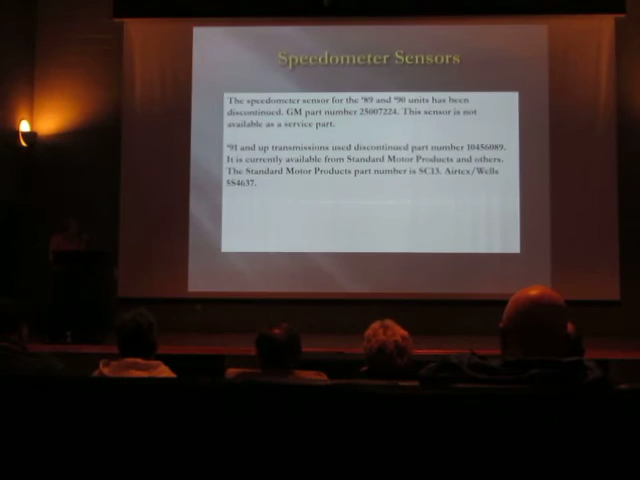 Speedometer Sensors
The speedometer sensor for the '89 and '90 units has been
discontinued. GM part number 25007224. This sensor is not
available as a service part.
'91 and up transmissions used discontinued part number 10456089.
It is currently available from Standard Motor Products and others.
The Standard Motor Products part number is SC13. Airtex/Wells
5S4637.